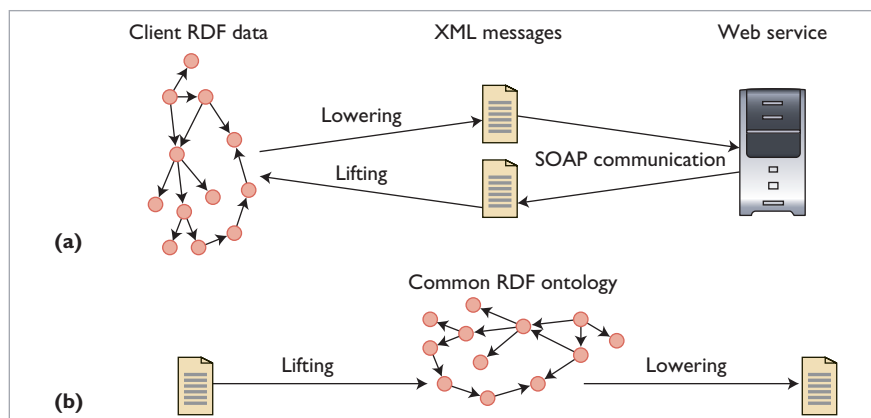 Client RDF data
XML messages
Web service
Lowering
Lifting
SOAP communication
(a)
Common RDF ontology
Lifting
Lowering
(b)